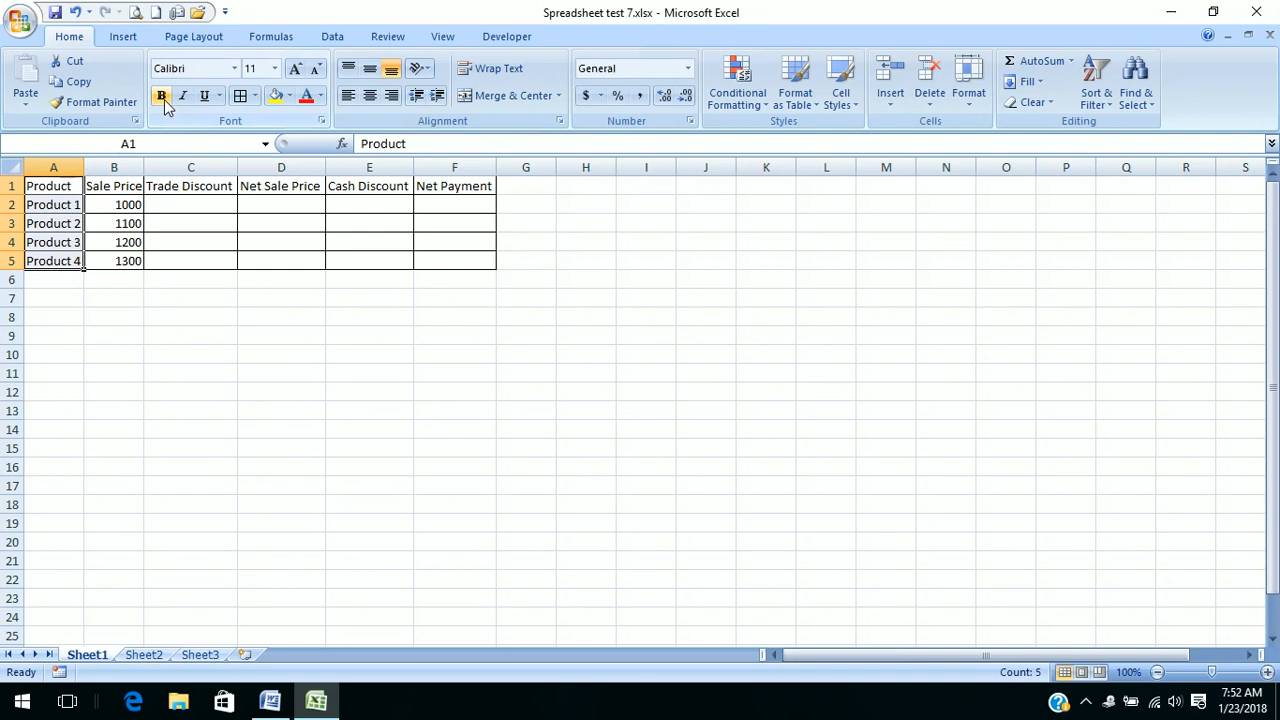 Spreadsheet test 7.xlsx - Microsoft Excel
Home Insert Page Layout Formulas Data Review View Developer
Paste
Cut
Copy
Format Painter
Clipboard
Calibri 11
B I U
Font
Wrap Text
Merge & Center
Alignment
General
$ % ,
Number
Conditional Formatting
Format as Table
Cell Styles
Styles
Insert
Delete
Format
Cells
Σ AutoSum
Fill
Clear
Sort & Filter
Find & Select
Editing
A1 fx Product
A B C D E F G H I J K L M N O P Q R S
1 Product Sale Price Trade Discount Net Sale Price Cash Discount Net Payment
2 Product 1 1000
3 Product 2 1100
4 Product 3 1200
5 Product 4 1300
6
7
8
9
10
11
12
13
14
15
16
17
18
19
20
21
22
23
24
25
Sheet1 Sheet2 Sheet3
Ready Count: 5 100%
7:52 AM
1/23/2018